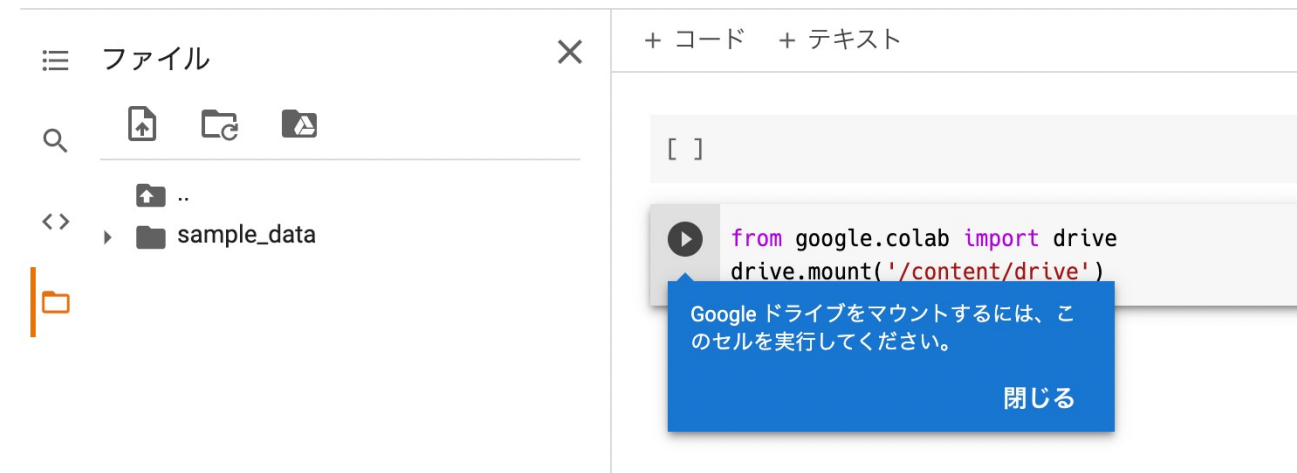 ファイル
..
sample_data
+ コード + テキスト
[ ]
from google.colab import drive
drive.mount('/content/drive')
Google ドライブをマウントするには、こ
のセルを実行してください。
閉じる